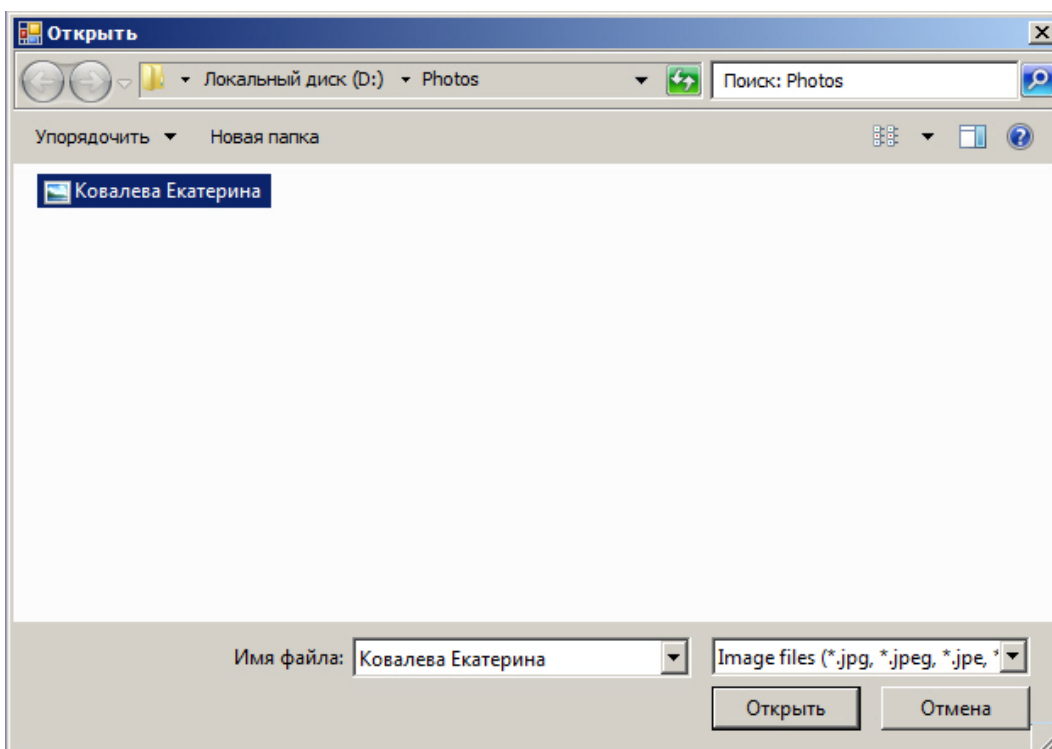 Открыть
Локальный диск (D:) Photos
Поиск: Photos
Упорядочить Новая папка
Ковалева Екатерина
Имя файла: Ковалева Екатерина
Image files (*.jpg, *.jpeg, *.jpe, *
Открыть Отмена